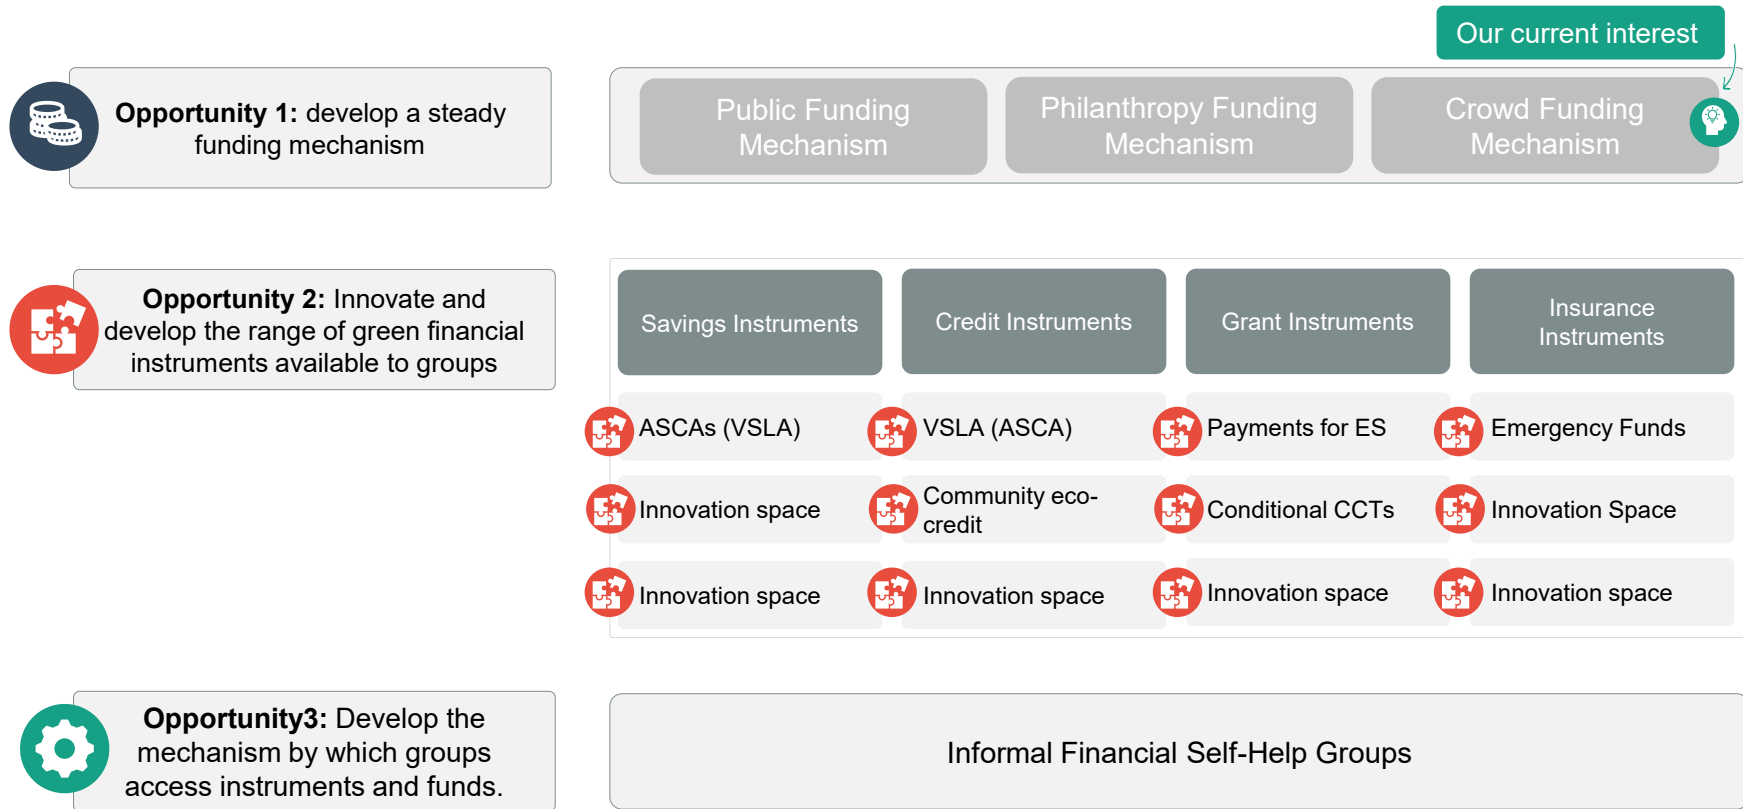 Our current interest
Opportunity 1: develop a steady
funding mechanism
Public Funding
Mechanism
Philanthropy Funding
Mechanism
Crowd Funding
Mechanism
Opportunity 2: Innovate and
develop the range of green financial
instruments available to groups
Savings Instruments
Credit Instruments
Grant Instruments
Insurance
Instruments
ASCAs (VSLA)
VSLA (ASCA)
Payments for ES
Emergency Funds
Innovation space
Community eco-
credit
Conditional CCTs
Innovation Space
Innovation space
Innovation space
Innovation space
Innovation space
Opportunity3: Develop the
mechanism by which groups
access instruments and funds.
Informal Financial Self-Help Groups